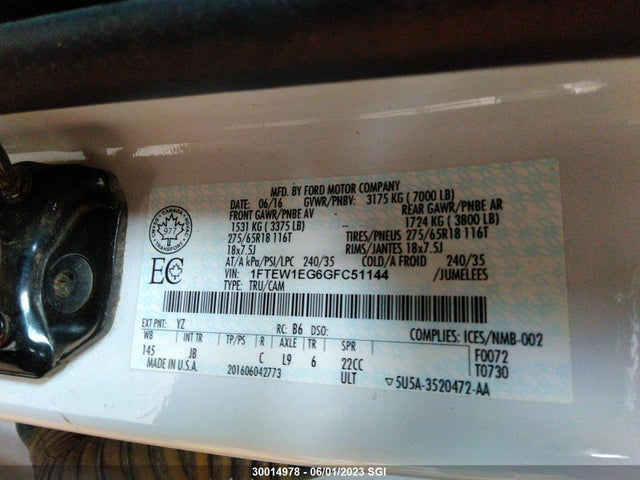 MFD. BY FORD MOTOR COMPANY
DATE: 06/16 GVWR/PNBV: 3175 KG ( 7000 LB)
FRONT GAWR/PNBE AV REAR GAWR/PNBE AR
1531 KG ( 3375 LB) 1724 KG ( 3800 LB)
275/65R18 116T TIRES/PNEUS 275/65R18 116T
18x7.5J RIMS/JANTES 18x7.5J
AT/A kPa/PSI/LPC 240/35 COLD/A FROID 240/35
VIN: 1FTEW1EG6GFC51144 /JUMELEES
TYPE: TRU/CAM
CANADA
977
TRANSPORT
EC
EXT PNT: YZ RC: B6 DSO: COMPLIES: ICES/NMB-002
WB INT TR TP/PS R AXLE TR SPR F0072
145 JB C L9 6 22CC T0730
MADE IN U.S.A. 201606042773 ULT ▽5U5A-3520472-AA
30014978 - 06/01/2023 SGI